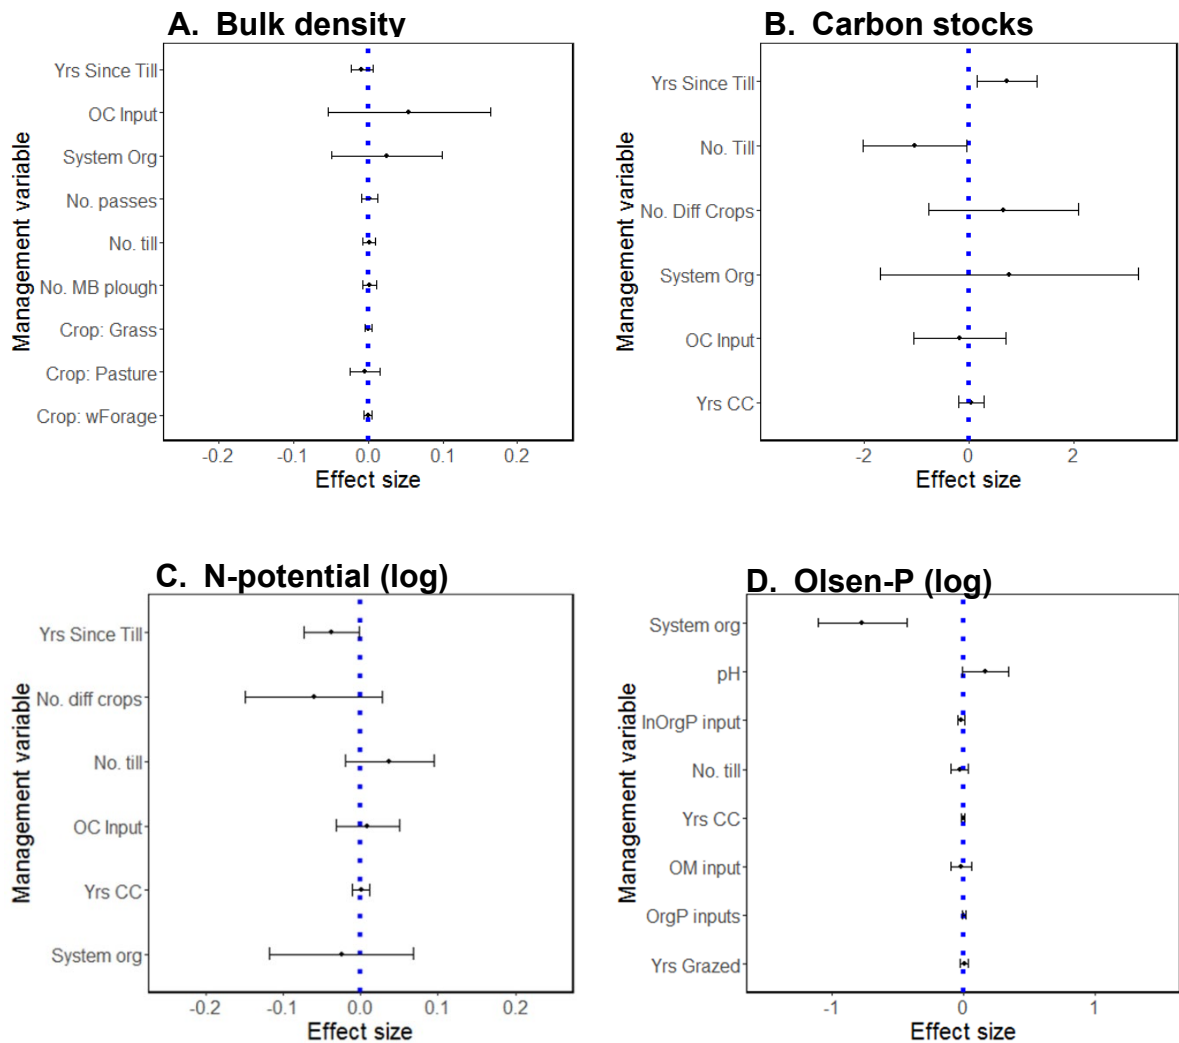 A. Bulk density
Management variable
Yrs Since Till
OC Input
System Org
No. passes
No. till
No. MB plough
Crop: Grass
Crop: Pasture
Crop: wForage
-0.2 -0.1 0.0 0.1 0.2
Effect size
B. Carbon stocks
Management variable
Yrs Since Till
No. Till
No. Diff Crops
System Org
OC Input
Yrs CC
-2 0 2
Effect size
C. N-potential (log)
Management variable
Yrs Since Till
No. diff crops
No. till
OC Input
Yrs CC
System org
-0.2 -0.1 0.0 0.1 0.2
Effect size
D. Olsen-P (log)
Management variable
System org
pH
InOrgP input
No. till
Yrs CC
OM input
OrgP inputs
Yrs Grazed
-1 0 1
Effect size